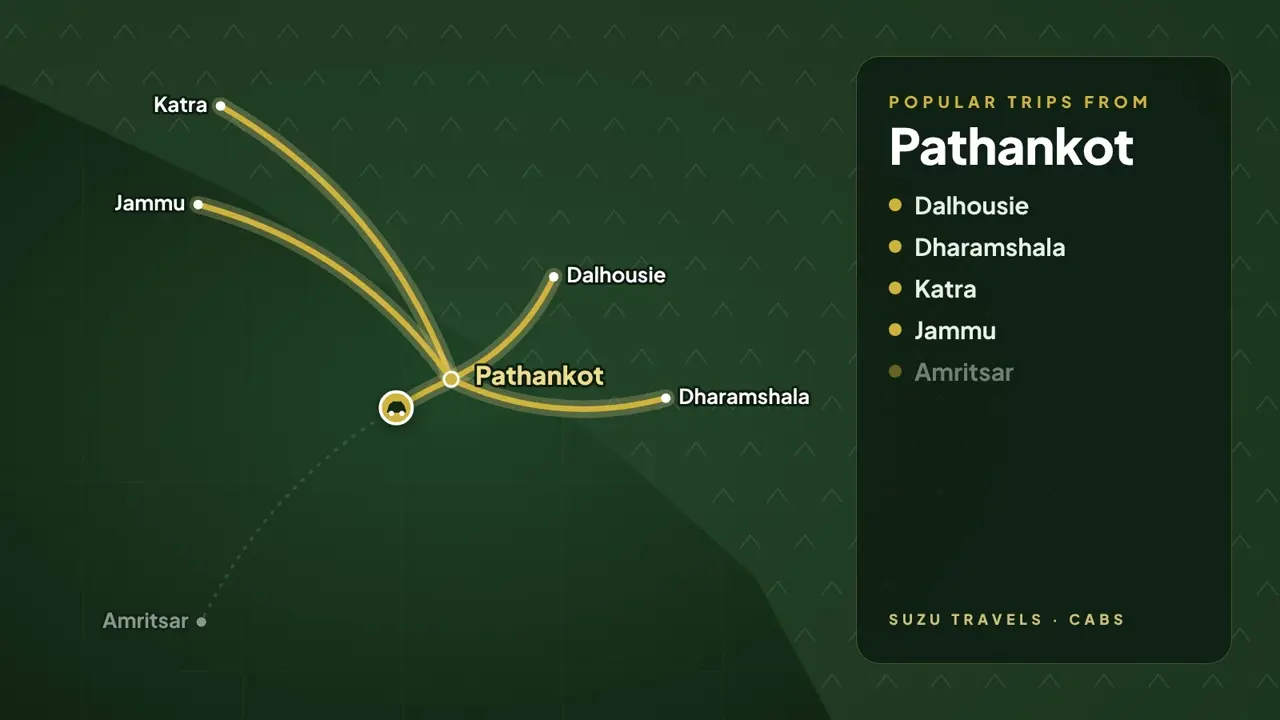 Katra
Jammu
Dalhousie
Pathankot
Dharamshala
Amritsar
POPULAR TRIPS FROM
Pathankot
Dalhousie
Dharamshala
Katra
Jammu
Amritsar
SUZU TRAVELS · CABS